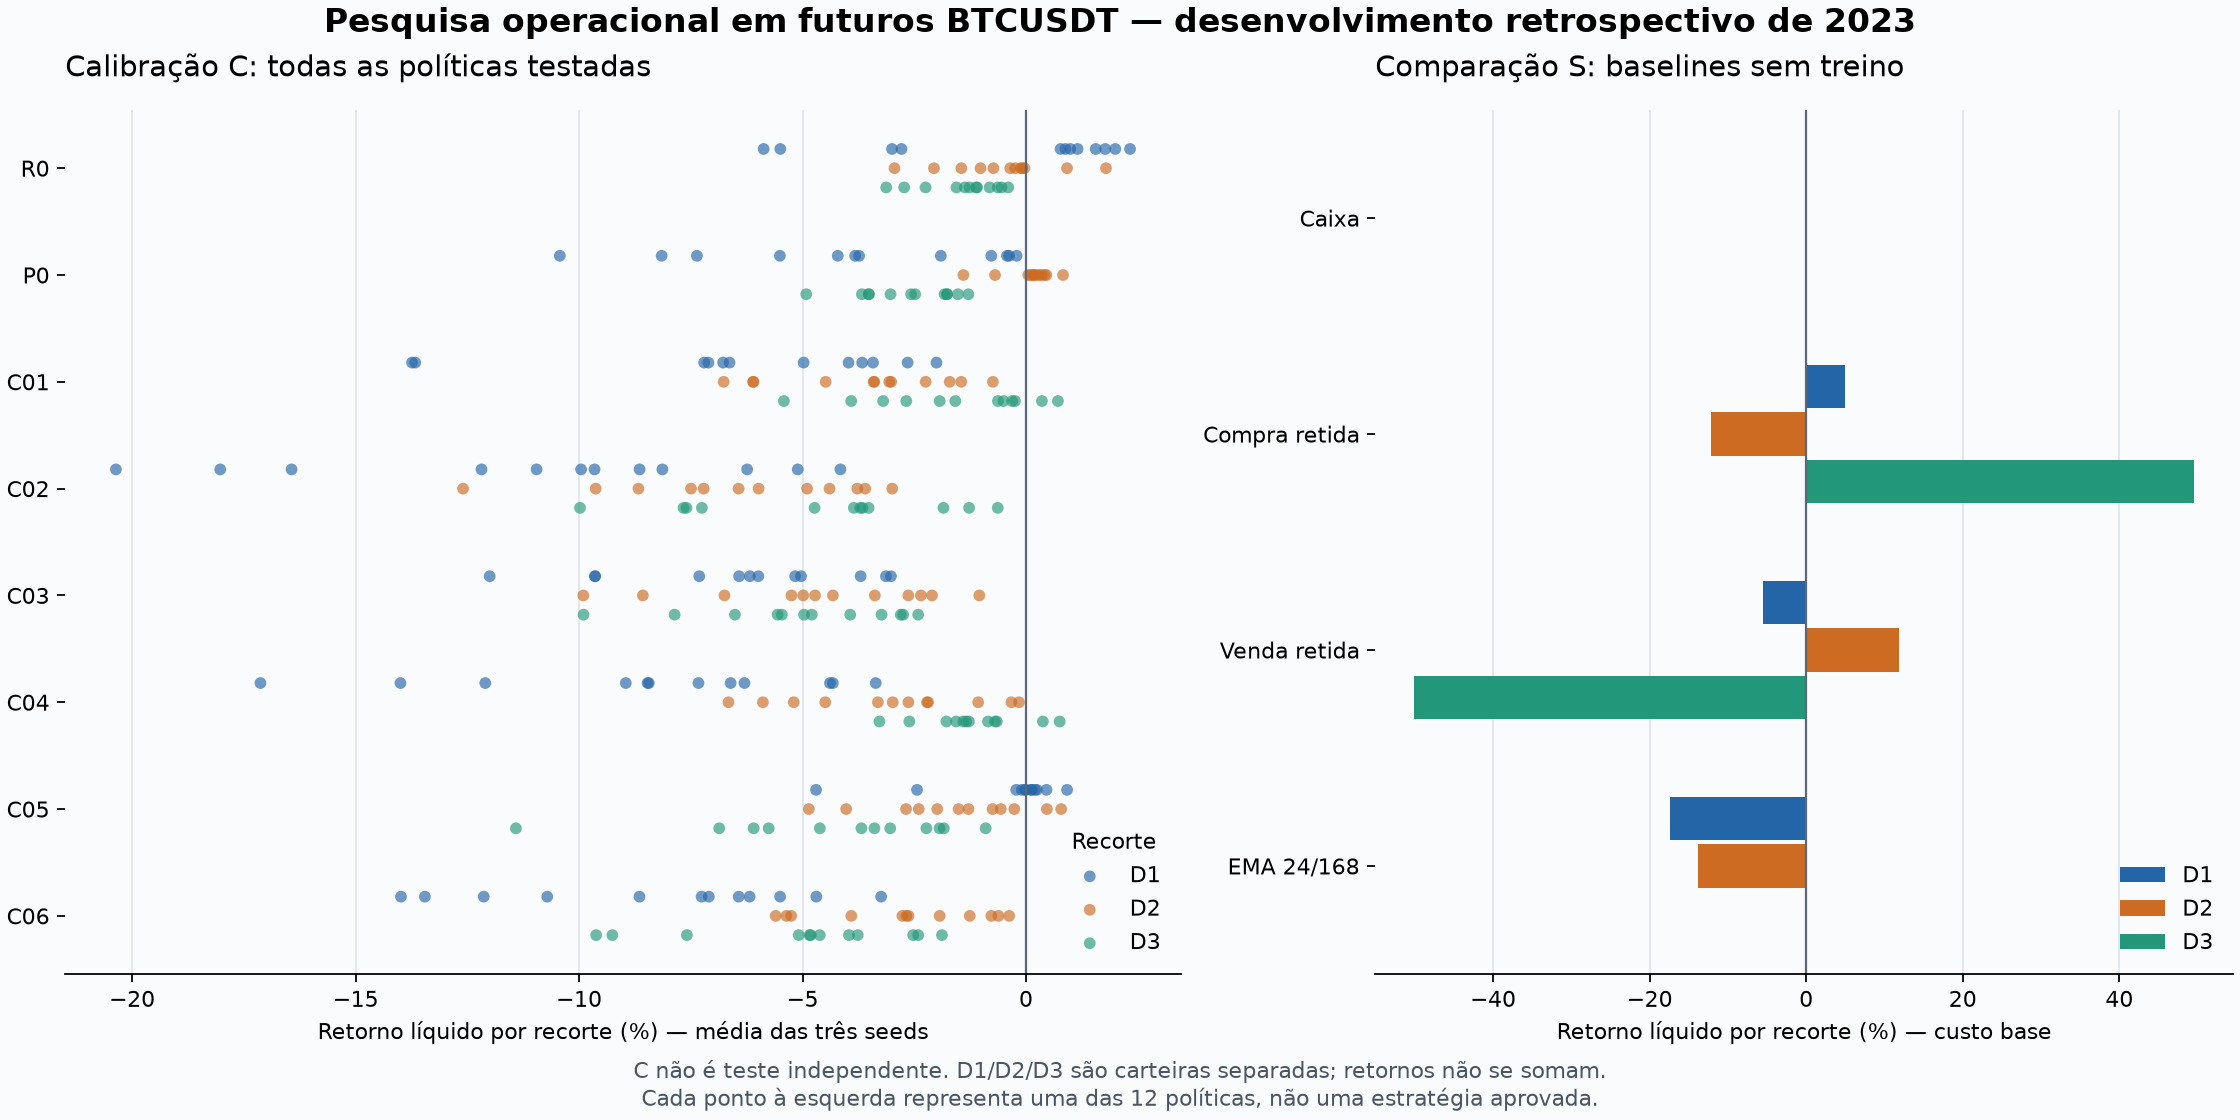 Pesquisa operacional em futuros BTCUSDT — desenvolvimento retrospectivo de 2023
Calibração C: todas as políticas testadas
R0
P0
C01
C02
C03
C04
C05
C06
Recorte
D1
D2
D3
−20
−15
−10
−5
0
Retorno líquido por recorte (%) — média das três seeds
Comparação S: baselines sem treino
Caixa
Compra retida
Venda retida
EMA 24/168
D1
D2
D3
−40
−20
0
20
40
Retorno líquido por recorte (%) — custo base
C não é teste independente. D1/D2/D3 são carteiras separadas; retornos não se somam.
Cada ponto à esquerda representa uma das 12 políticas, não uma estratégia aprovada.